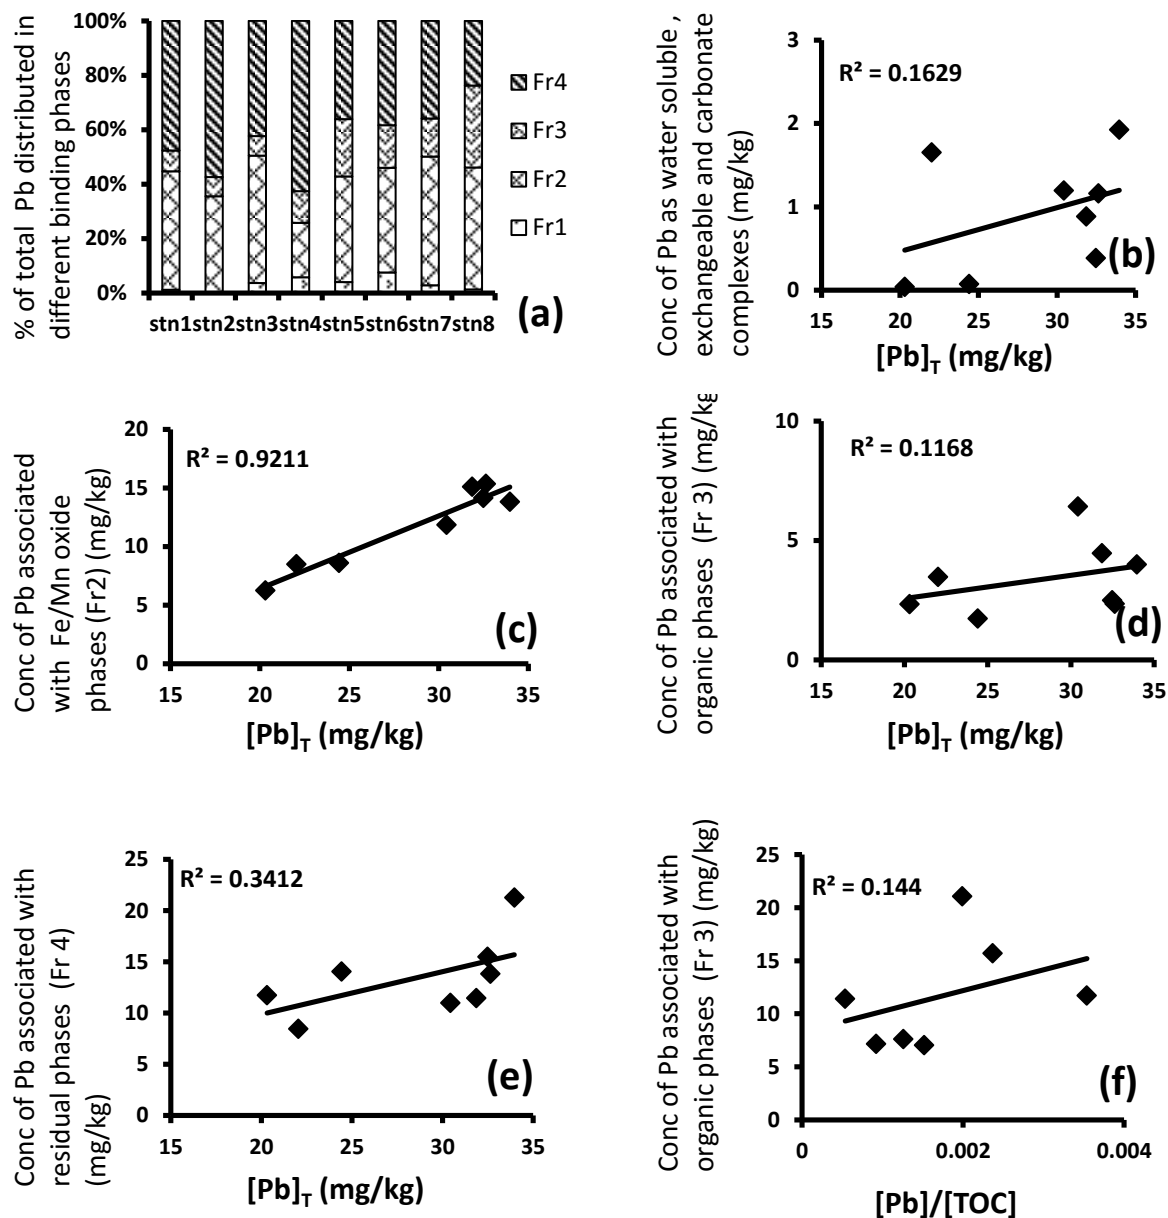 % of total Pb distributed in
different binding phases
100%
80%
60%
40%
20%
0%
stn1 stn2 stn3 stn4 stn5 stn6 stn7 stn8
Fr4
Fr3
Fr2
Fr1
(a)
Conc of Pb as water soluble ,
exchangeable and carbonate
complexes (mg/kg)
3
2
1
0
R² = 0.1629
(b)
15 20 25 30 35
[Pb]T (mg/kg)
Conc of Pb associated
with Fe/Mn oxide
phases (Fr2) (mg/kg)
20
15
10
5
0
R² = 0.9211
(c)
15 20 25 30 35
[Pb]T (mg/kg)
Conc of Pb associated with
organic phases (Fr 3) (mg/kg
10
5
0
R² = 0.1168
(d)
15 20 25 30 35
[Pb]T (mg/kg)
Conc of Pb associated with
residual phases (Fr 4)
(mg/kg)
25
20
15
10
5
0
R² = 0.3412
(e)
15 20 25 30 35
[Pb]T (mg/kg)
Conc of Pb associated with
organic phases (Fr 3) (mg/kg)
25
20
15
10
5
0
R² = 0.144
(f)
0 0.002 0.004
[Pb]/[TOC]